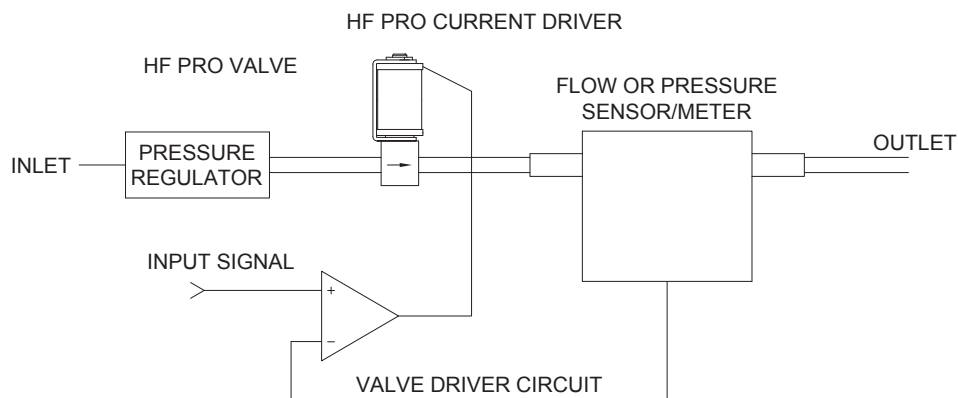 HF PRO CURRENT DRIVER
HF PRO VALVE
FLOW OR PRESSURE
SENSOR/METER
OUTLET
INLET
PRESSURE
REGULATOR
INPUT SIGNAL
+
−
VALVE DRIVER CIRCUIT